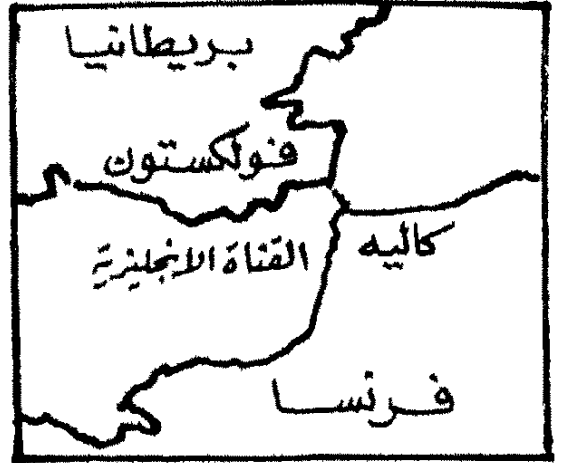 بريطانيا
فولكستون
القناة الانجليزية
كاليه
فرنسا